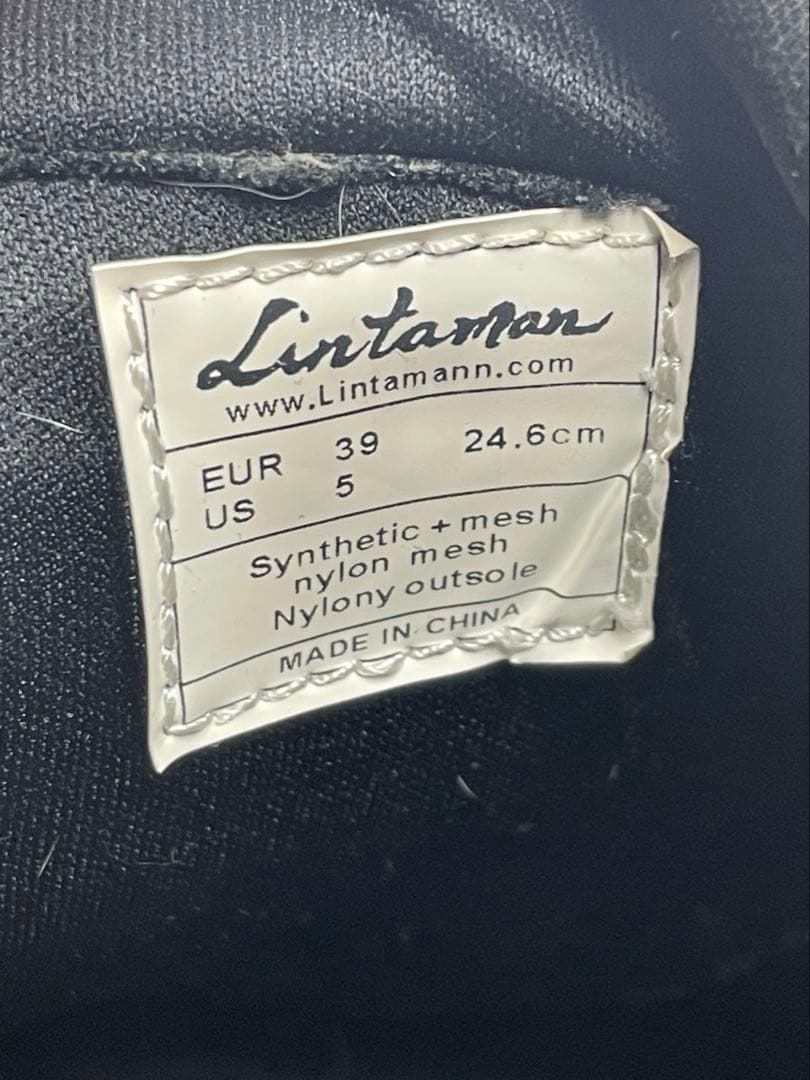 Lintaman
www.Lintamann.com
EUR 39 24.6cm
US 5
Synthetic + mesh
nylon mesh
Nylony outsole
MADE IN CHINA